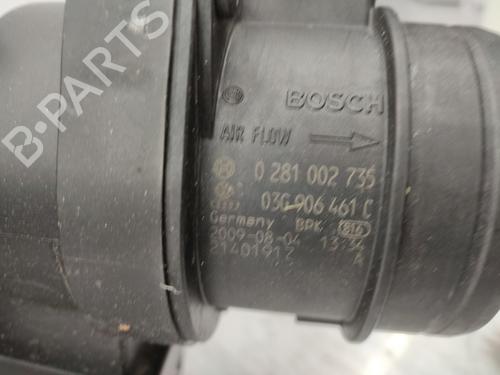 BOSCH
AIR FLOW
0 281 002 735
03G 906 461 C
Germany BPK 016
2009-08-04 13:34
21401912 A
B-Parts